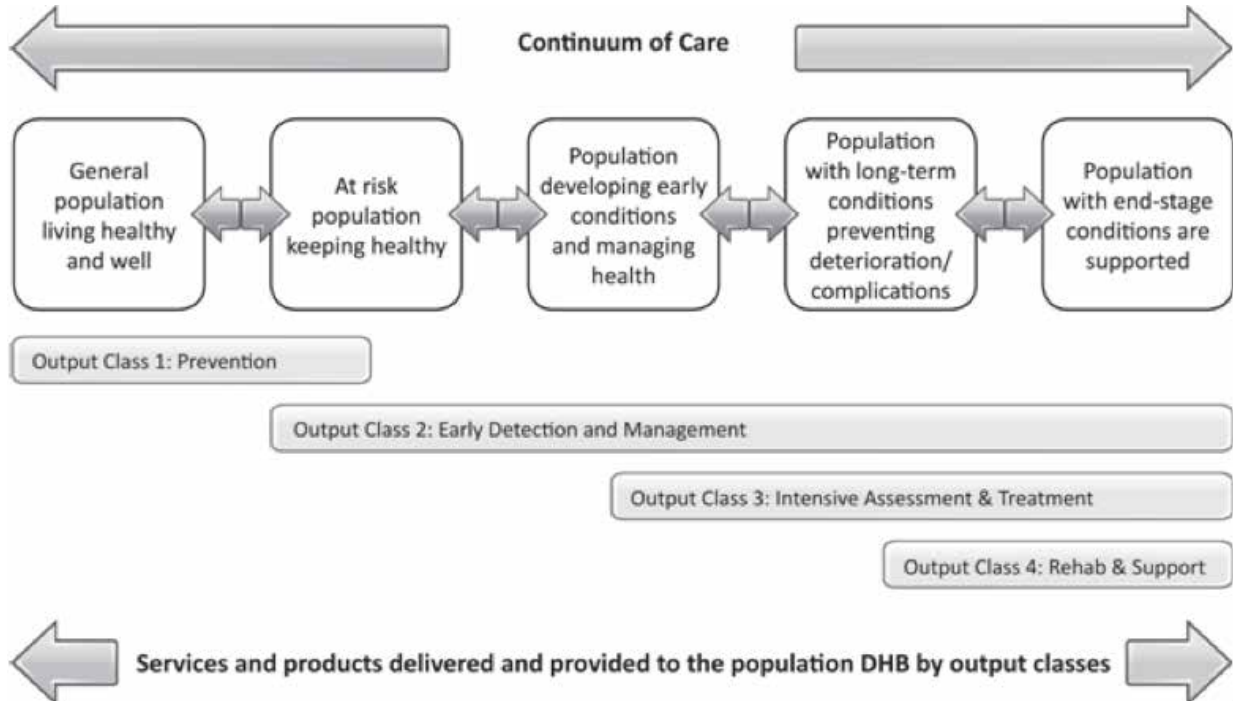 Continuum of Care
General
population
living healthy
and well
At risk
population
keeping healthy
Population
developing early
conditions
and managing
health
Population
with long-term
conditions
preventing
deterioration/
complications
Population
with end-stage
conditions are
supported
Output Class 1: Prevention
Output Class 2: Early Detection and Management
Output Class 3: Intensive Assessment & Treatment
Output Class 4: Rehab & Support
Services and products delivered and provided to the population DHB by output classes